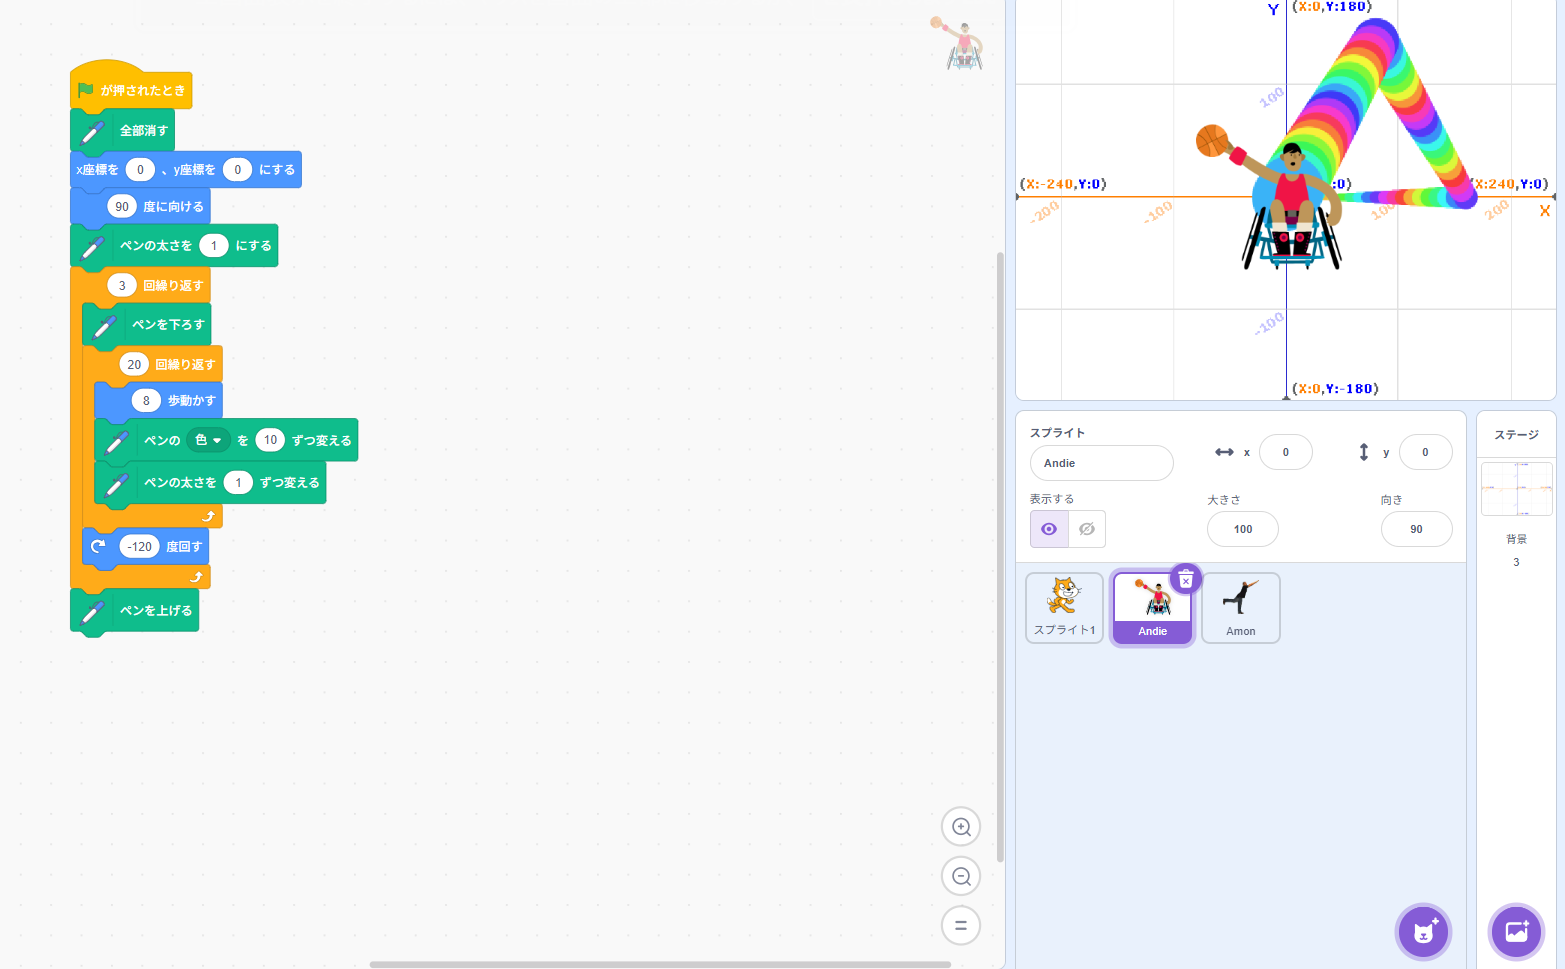 が押されたとき
全部消す
x座標を 0 、y座標を 0 にする
90 度に向ける
ペンの太さを 1 にする
3 回繰り返す
ペンを下ろす
20 回繰り返す
8 歩動かす
ペンの 色 を 10 ずつ変える
ペンの太さを 1 ずつ変える
-120 度回す
ペンを上げる
Y
(X:0,Y:180)
100
(X:-240,Y:0)
:0)
(X:240,Y:0)
-200
-100
100
200
X
-100
(X:0,Y:-180)
スプライト
Andie
x 0
y 0
表示する
大きさ
100
向き
90
スプライト1
Andie
Amon
ステージ
背景
3